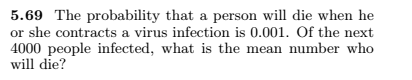 5.69 The probability that a person will die when he
or she contracts a virus infection is 0.001. Of the next
4000 people infected, what is the mean number who
will die?